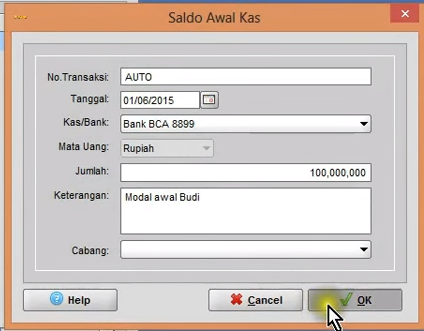 Saldo Awal Kas
No.Transaksi: AUTO
Tanggal: 01/06/2015
Kas/Bank: Bank BCA 8899
Mata Uang: Rupiah
Jumlah: 100,000,000
Keterangan: Modal awal Budi
Cabang:
Help Cancel OK